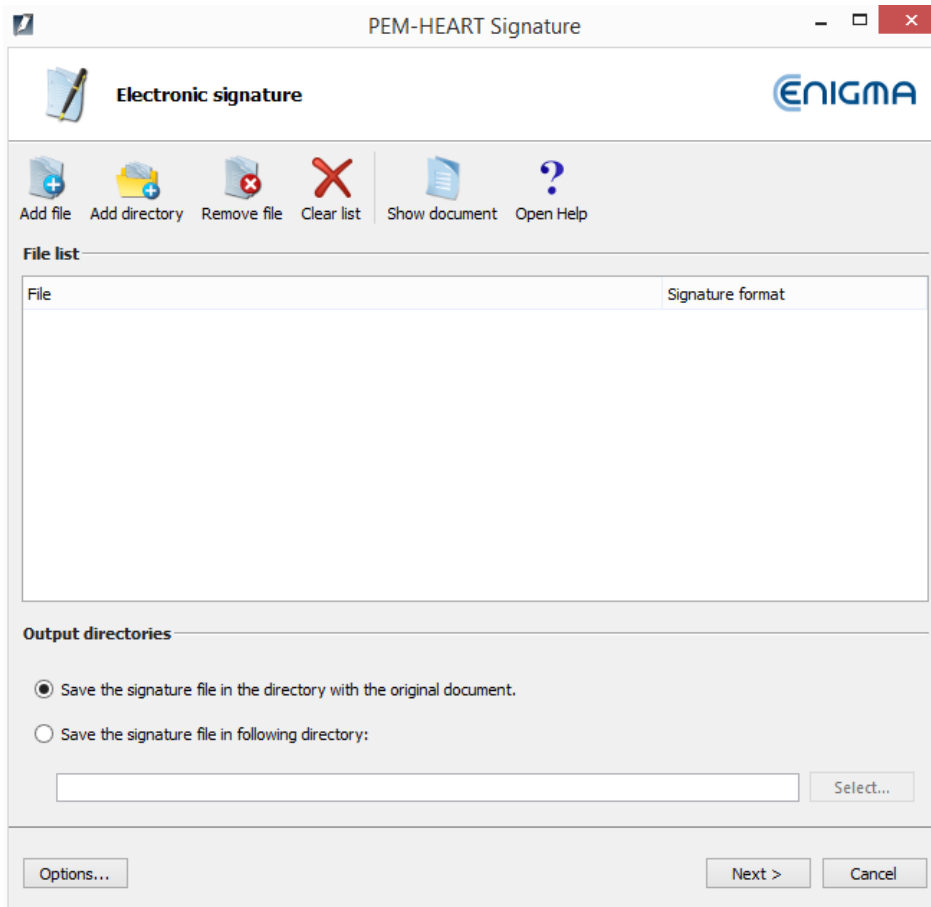 PEM-HEART Signature
Electronic signature
ENIGMA
Add file Add directory Remove file Clear list Show document Open Help
?
File list
File Signature format
Output directories
Save the signature file in the directory with the original document.
Save the signature file in following directory:
Select...
Options... Next > Cancel